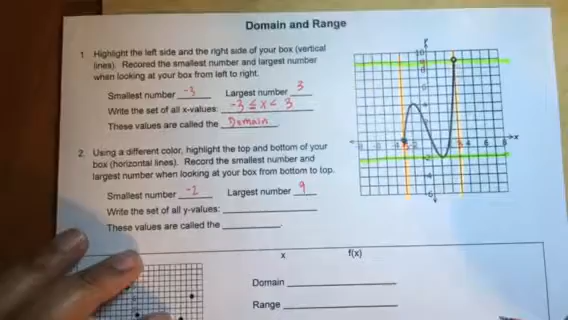 Domain and Range
1. Highlight the left side and the right side of your box (vertical
lines). Recored the smallest number and largest number
when looking at your box from left to right.
Smallest number -3 Largest number 3
Write the set of all x-values: -3 ≤ x < 3
These values are called the Domain
2. Using a different color, highlight the top and bottom of your
box (horizontal lines). Record the smallest number and
largest number when looking at your box from bottom to top.
Smallest number -2 Largest number 9
Write the set of all y-values:
These values are called the
x f(x)
Domain
Range